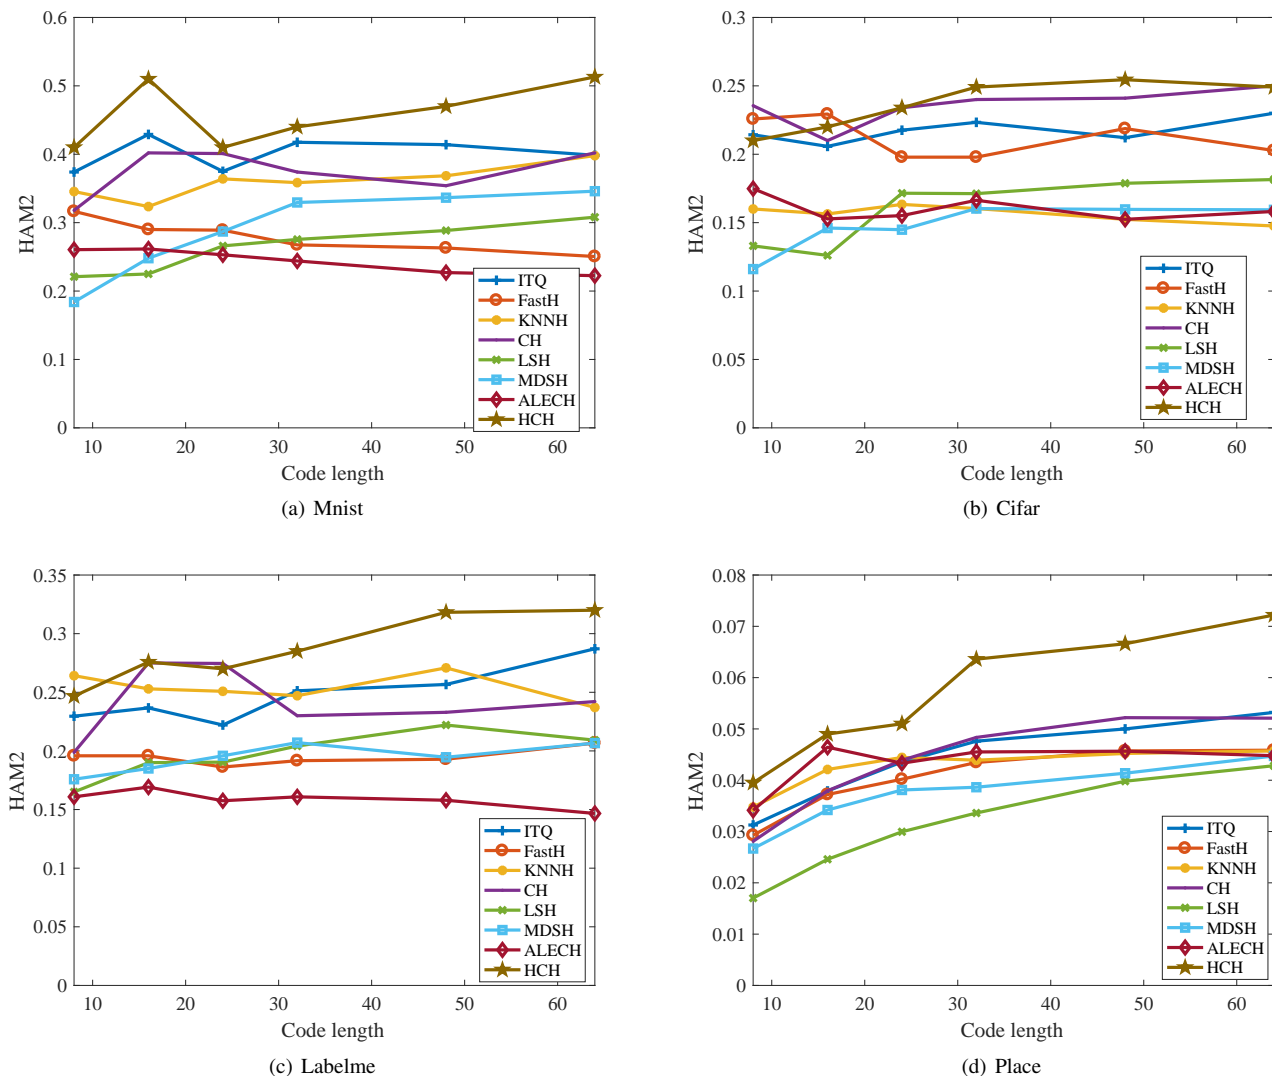 0.6
0.5
0.4
0.3
0.2
0.1
0
HAM2
10 20 30 40 50 60
Code length
ITQ
FastH
KNNH
CH
LSH
MDSH
ALECH
HCH
(a) Mnist
0.3
0.25
0.2
0.15
0.1
0.05
0
HAM2
10 20 30 40 50 60
Code length
ITQ
FastH
KNNH
CH
LSH
MDSH
ALECH
HCH
(b) Cifar
0.35
0.3
0.25
0.2
0.15
0.1
0.05
0
HAM2
10 20 30 40 50 60
Code length
ITQ
FastH
KNNH
CH
LSH
MDSH
ALECH
HCH
(c) Labelme
0.08
0.07
0.06
0.05
0.04
0.03
0.02
0.01
0
HAM2
10 20 30 40 50 60
Code length
ITQ
FastH
KNNH
CH
LSH
MDSH
ALECH
HCH
(d) Place